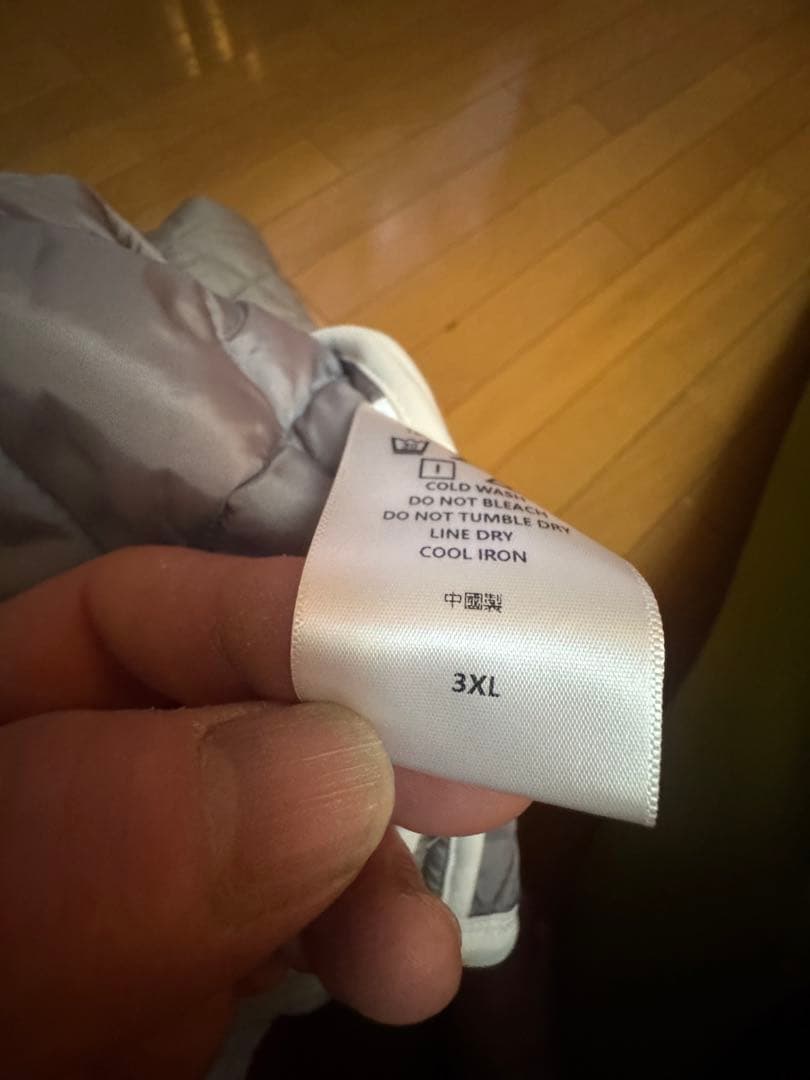 COLD WASH
DO NOT BLEACH
DO NOT TUMBLE DRY
LINE DRY
COOL IRON
中國製
3XL